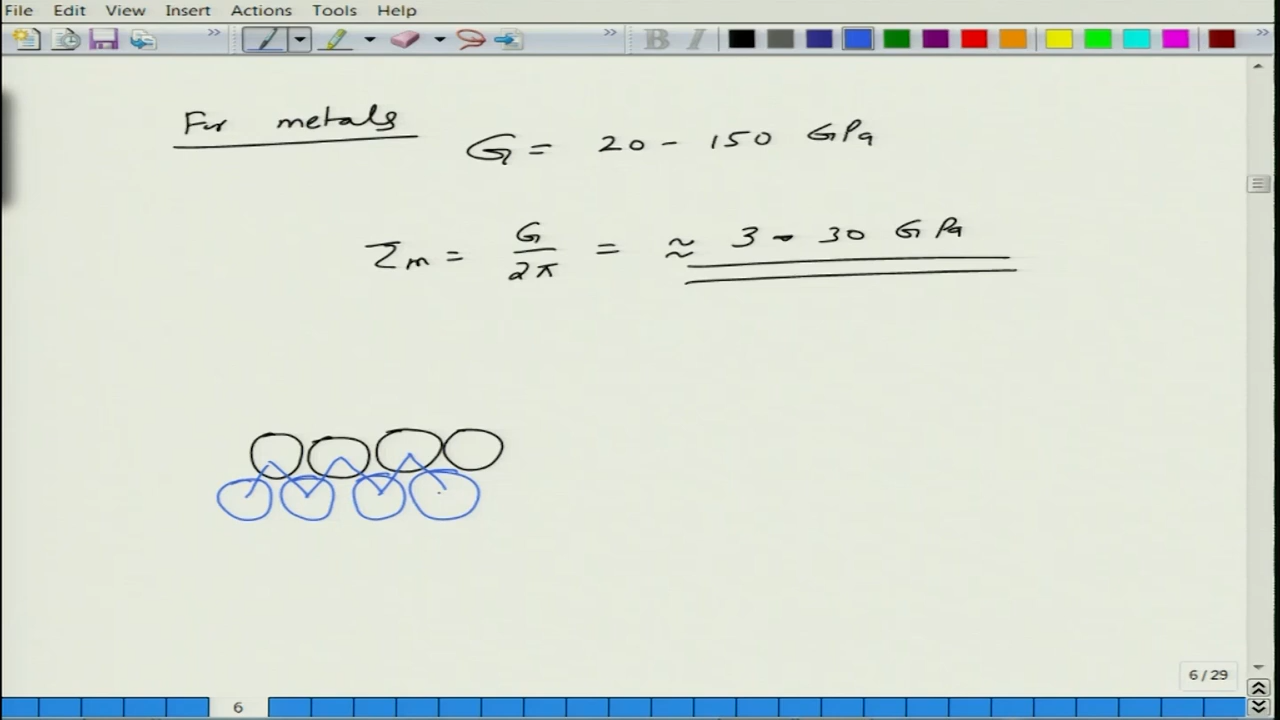 File Edit View Insert Actions Tools Help
B I
For metals
G = 20 - 150 GPa
τm = G/2π = ≈ 3 - 30 GPa
6 / 29
6